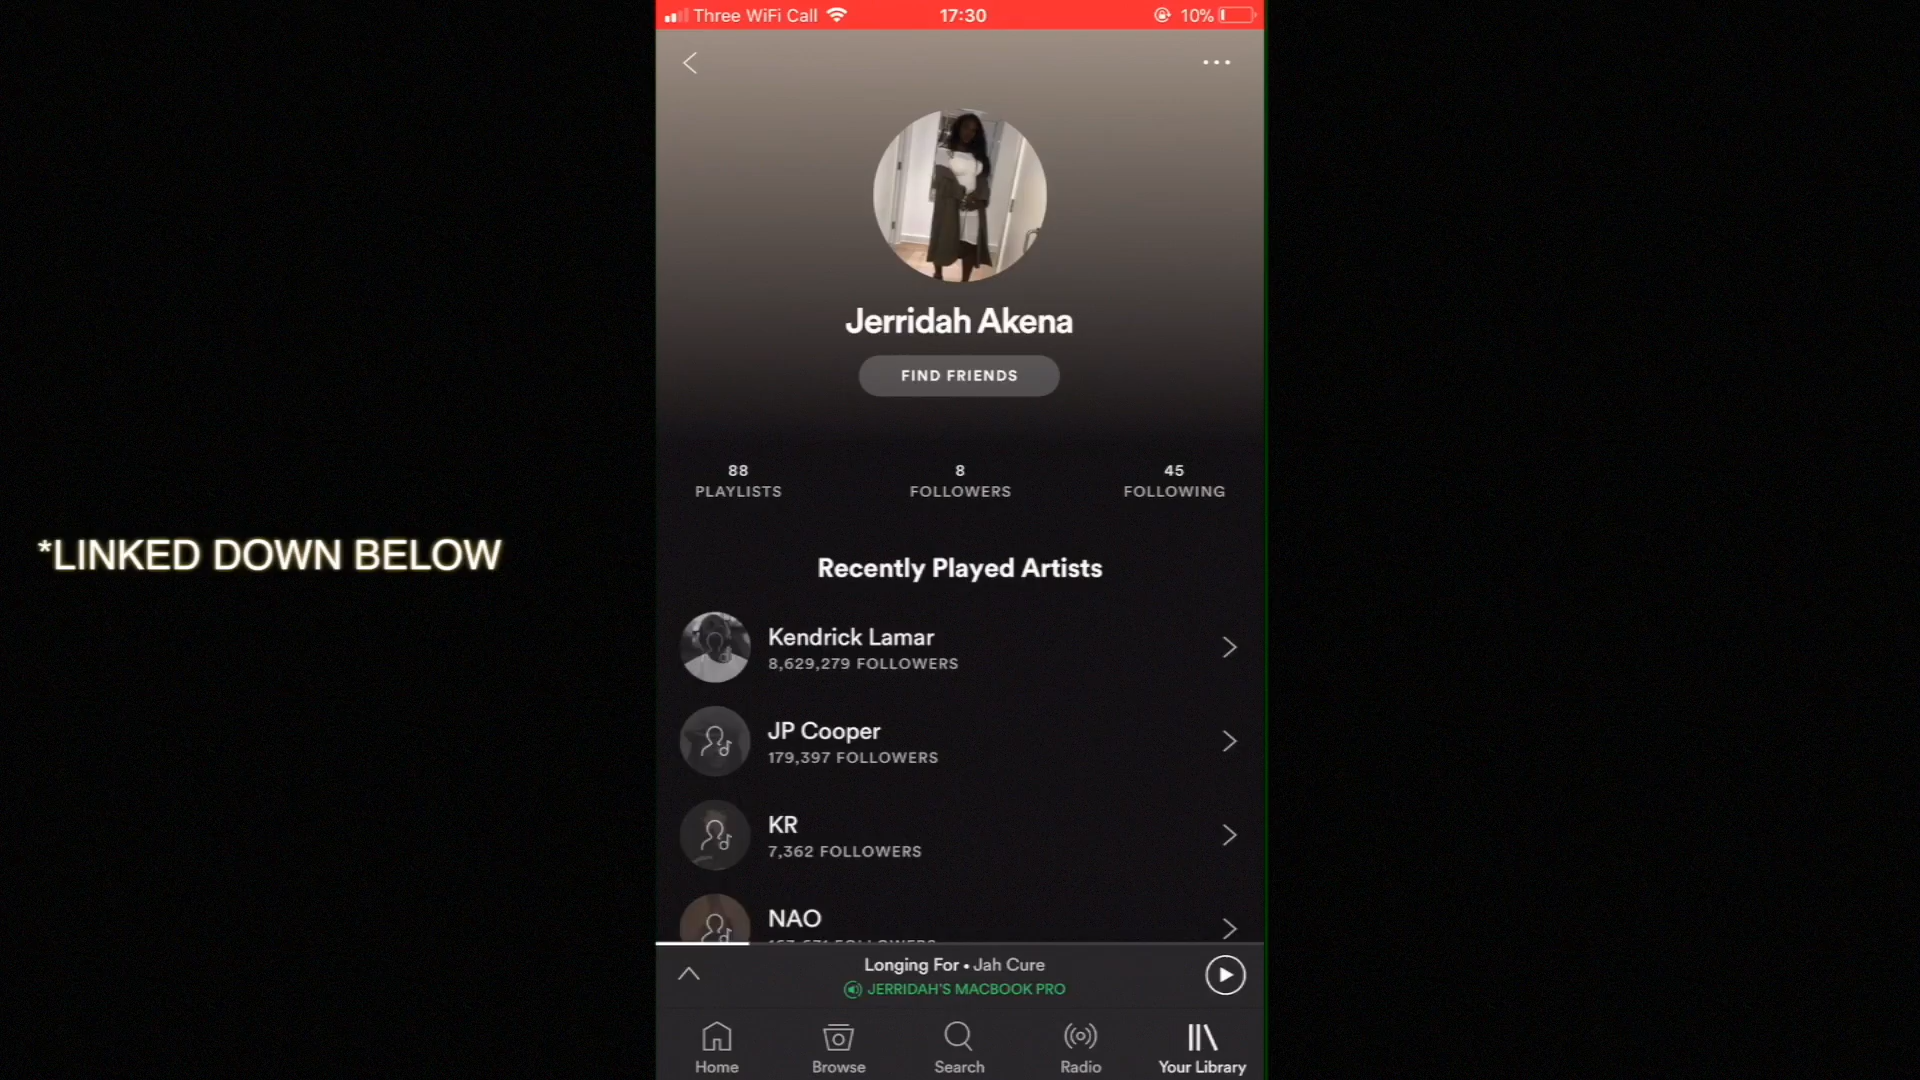 Three WiFi Call
17:30
10%
Jerridah Akena
FIND FRIENDS
88
PLAYLISTS
8
FOLLOWERS
45
FOLLOWING
*LINKED DOWN BELOW
Recently Played Artists
Kendrick Lamar
8,629,279 FOLLOWERS
JP Cooper
179,397 FOLLOWERS
KR
7,362 FOLLOWERS
NAO
Longing For • Jah Cure
JERRIDAH'S MACBOOK PRO
Home
Browse
Search
Radio
Your Library